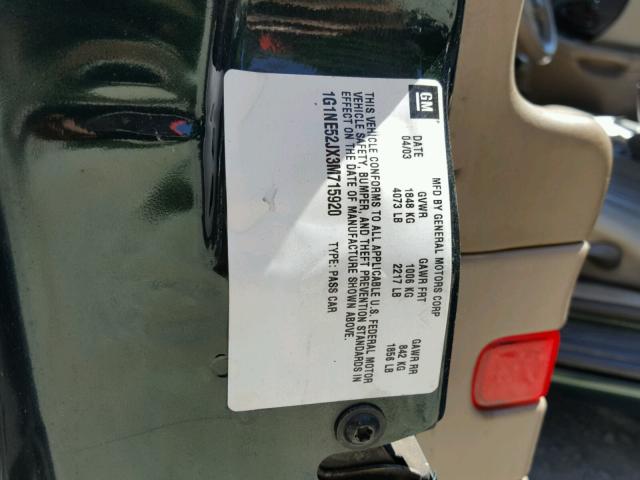 GM
MFD BY GENERAL MOTORS CORP
DATE GVWR GAWR FRT GAWR RR
04/03 1848 KG 1006 KG 842 KG
4073 LB 2217 LB 1856 LB
THIS VEHICLE CONFORMS TO ALL APPLICABLE U.S. FEDERAL MOTOR
VEHICLE SAFETY, BUMPER, AND THEFT PREVENTION STANDARDS IN
EFFECT ON THE DATE OF MANUFACTURE SHOWN ABOVE.
1G1NE52JX3M715920 TYPE: PASS CAR